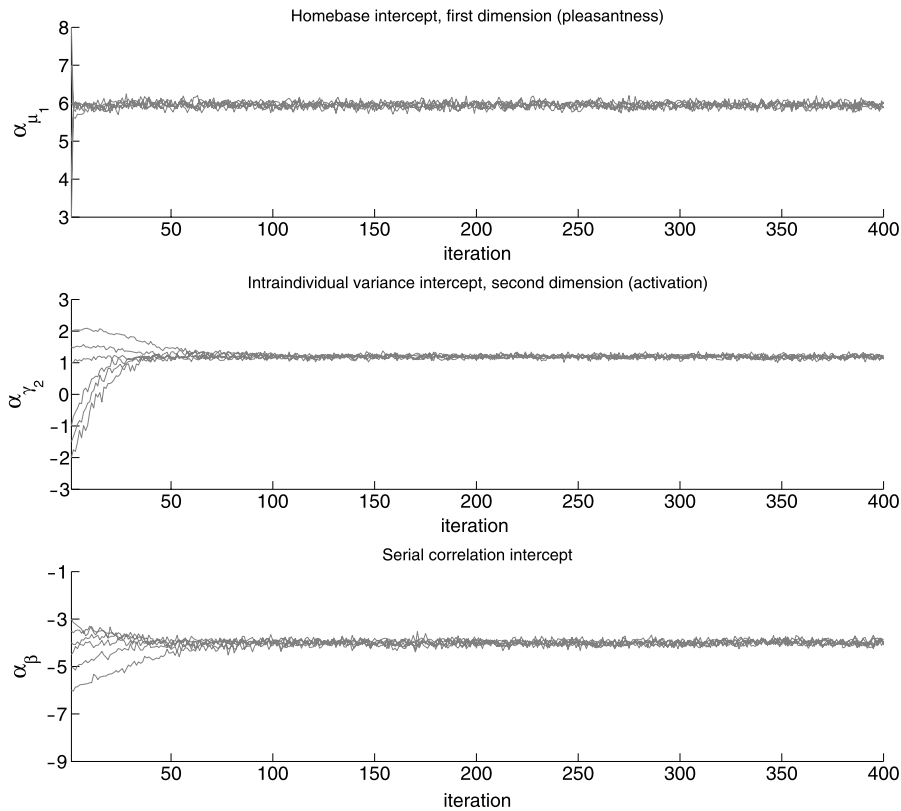 Homebase intercept, first dimension (pleasantness)
8
7
6
5
4
3
α
μ
1
50 100 150 200 250 300 350 400
iteration
Intraindividual variance intercept, second dimension (activation)
3
2
1
0
−1
−2
−3
α
γ
2
50 100 150 200 250 300 350 400
iteration
Serial correlation intercept
−1
−3
−5
−7
−9
α
β
50 100 150 200 250 300 350 400
iteration